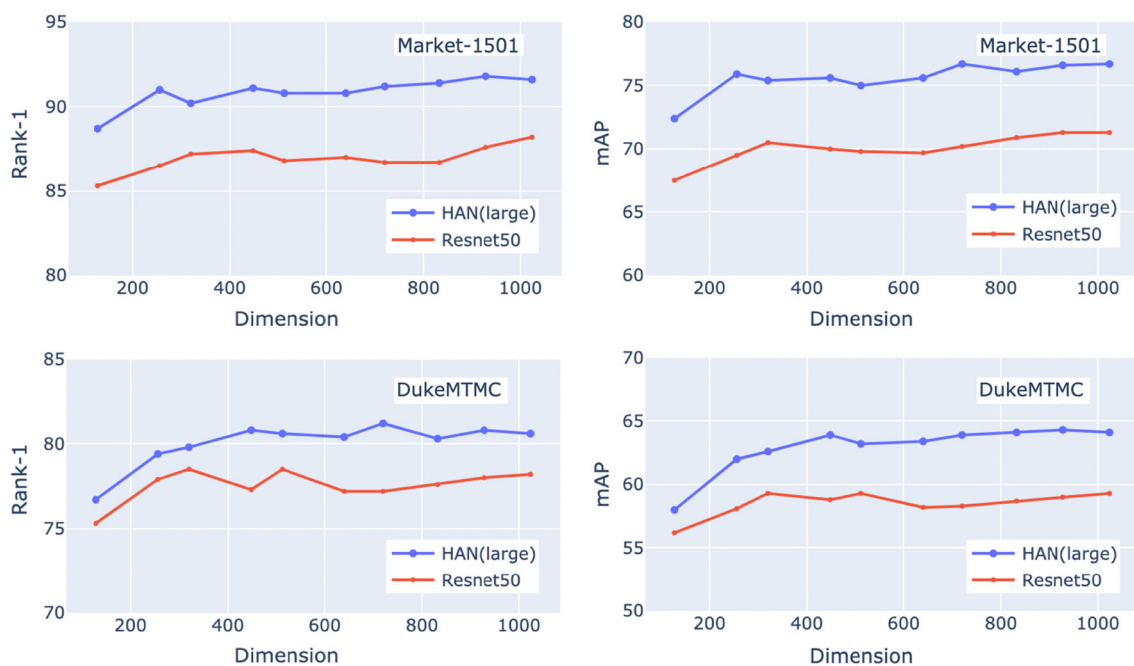 95
90
85
80
Rank-1
Market-1501
HAN(large)
Resnet50
200 400 600 800 1000
Dimension
80
75
70
65
60
mAP
Market-1501
HAN(large)
Resnet50
200 400 600 800 1000
Dimension
85
80
75
70
Rank-1
DukeMTMC
HAN(large)
Resnet50
200 400 600 800 1000
Dimension
70
65
60
55
50
mAP
DukeMTMC
HAN(large)
Resnet50
200 400 600 800 1000
Dimension